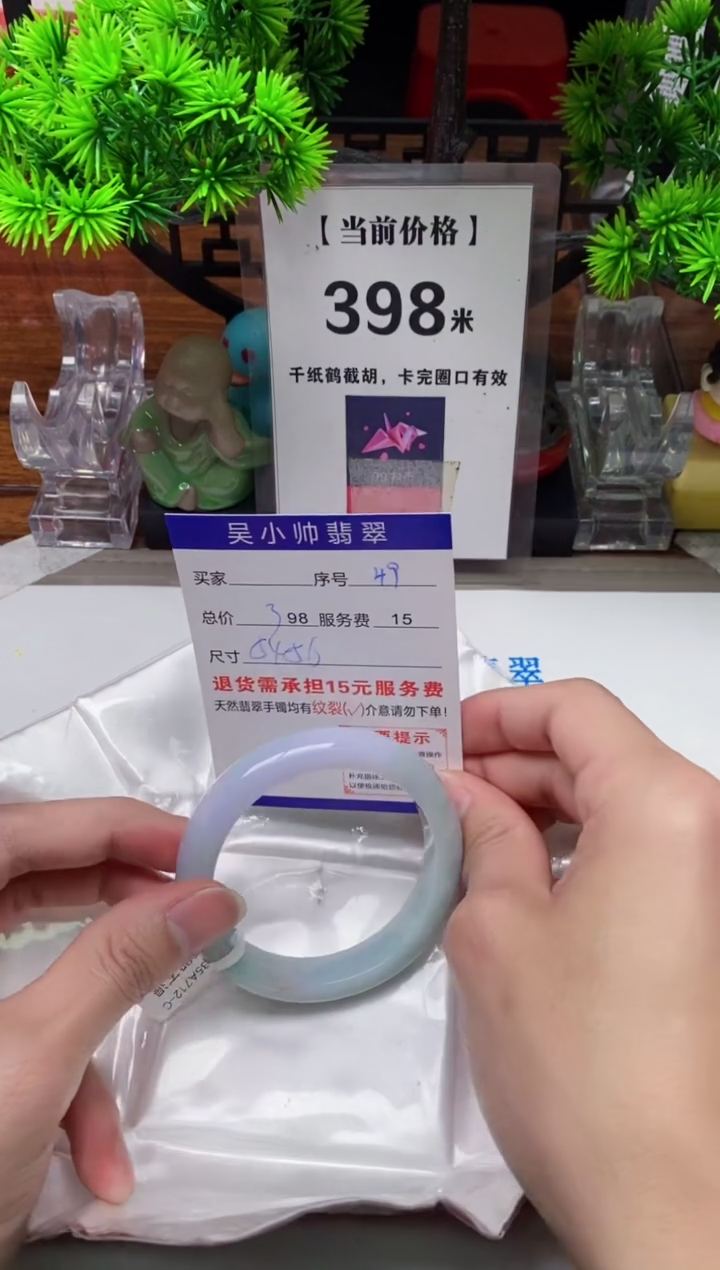 【当前价格】
398米
千纸鹤截胡，卡完圈口有效
吴小帅翡翠
买家 序号 49
总价 398 服务费 15
尺寸
退货需承担15元服务费
天然翡翠手镯均有纹裂(√)介意请勿下单！
提示
翠